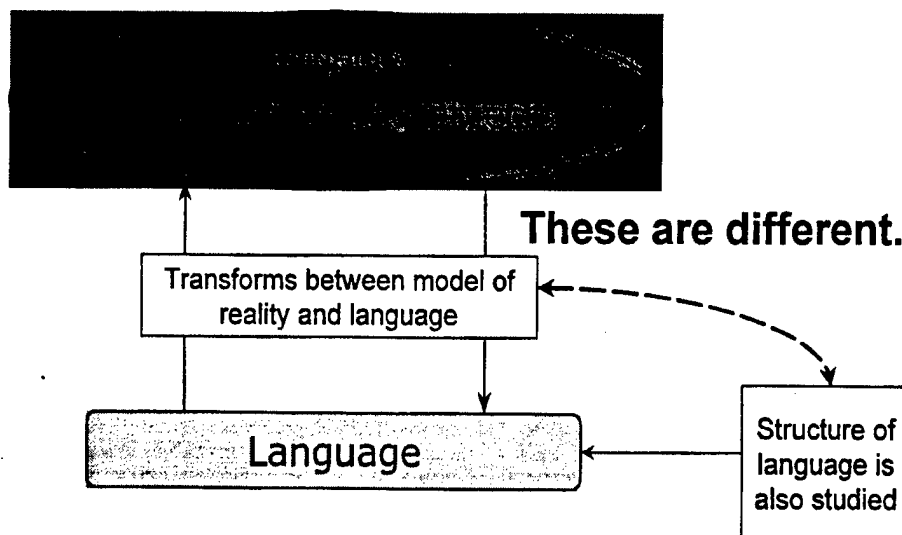 These are different.
Transforms between model of
reality and language
Language
Structure of
language is
also studied